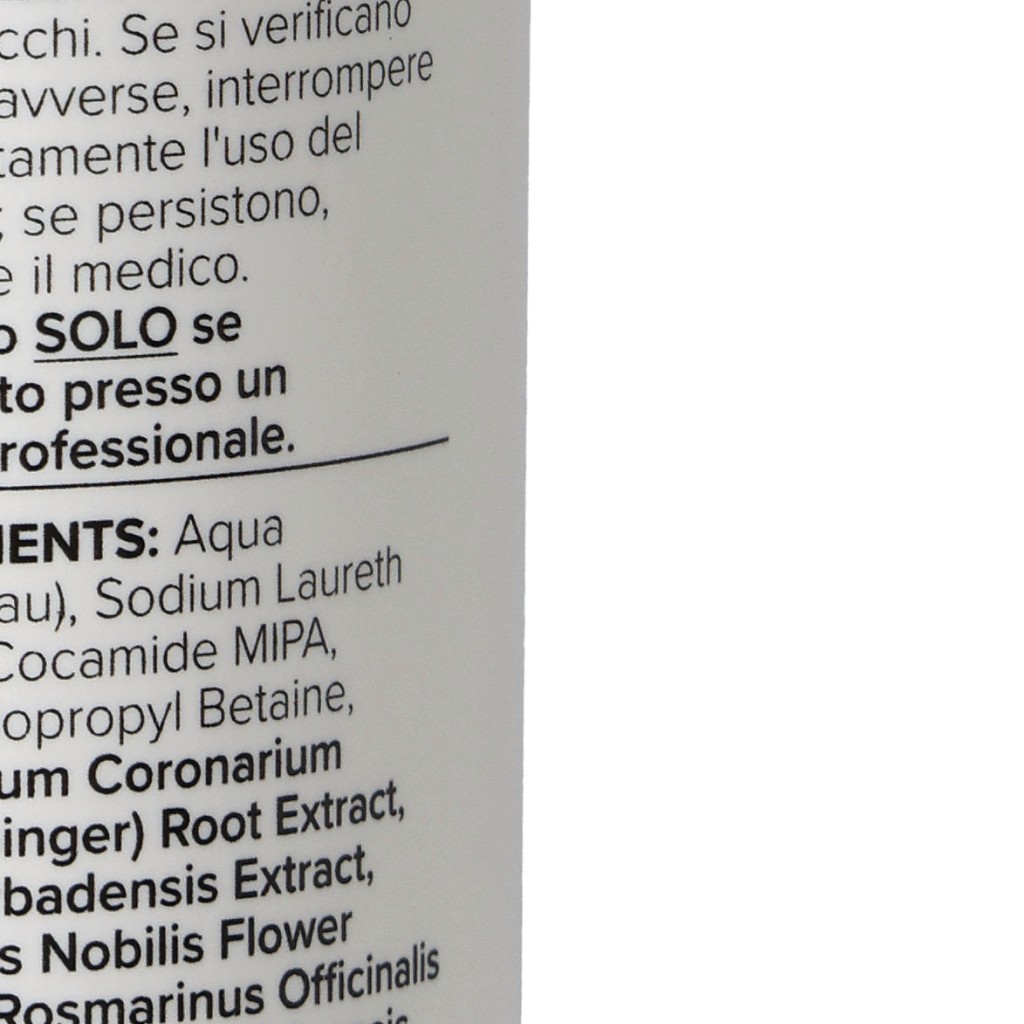 cchi. Se si verificano
avverse, interrompere
tamente l'uso del
; se persistono,
e il medico.
o SOLO se
to presso un
rofessionale.
IENTS: Aqua
au), Sodium Laureth
Cocamide MIPA,
opropyl Betaine,
um Coronarium
inger) Root Extract,
badensis Extract,
s Nobilis Flower
Rosmarinus Officinalis